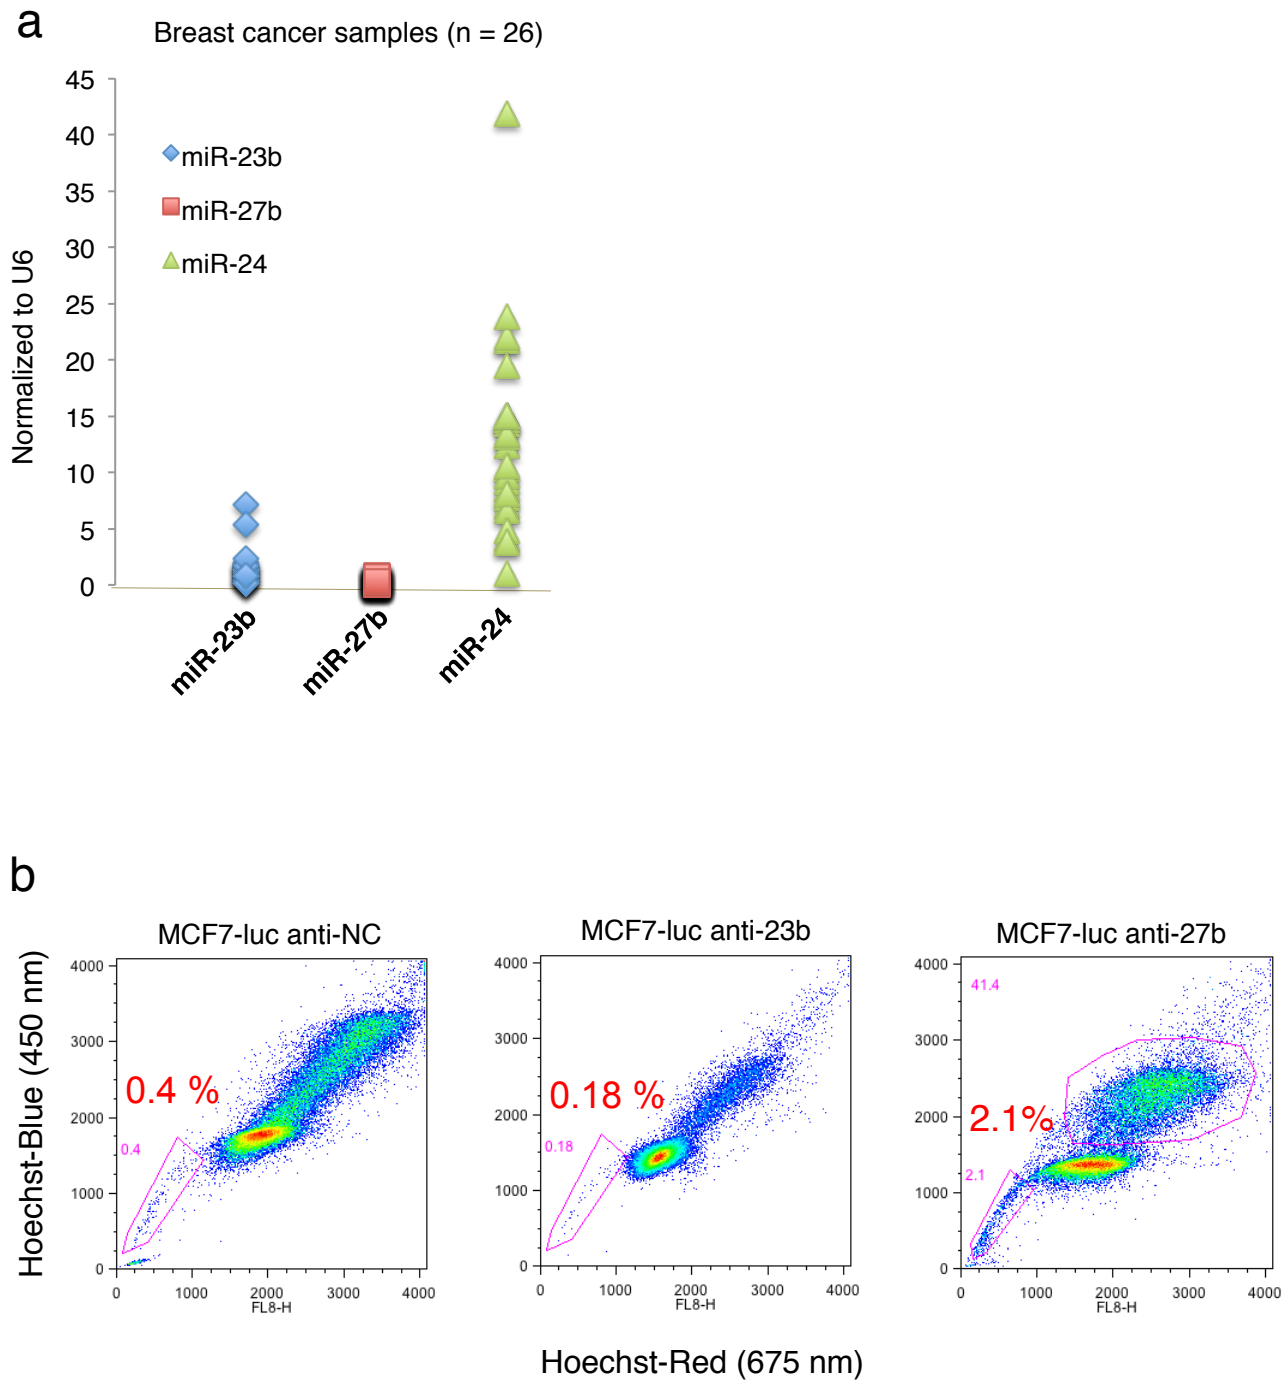 a
Breast cancer samples (n = 26)
Normalized to U6
45
40
35
30
25
20
15
10
5
0
miR-23b
miR-27b
miR-24
miR-23b
miR-27b
miR-24
b
Hoechst-Blue (450 nm)
MCF7-luc anti-NC
4000
3000
2000
1000
0
0.4 %
0.4
0 1000 2000 3000 4000
FL8-H
MCF7-luc anti-23b
4000
3000
2000
1000
0
0.18 %
0.18
0 1000 2000 3000 4000
FL8-H
MCF7-luc anti-27b
4000
3000
2000
1000
0
41.4
2.1%
2.1
0 1000 2000 3000 4000
FL8-H
Hoechst-Red (675 nm)